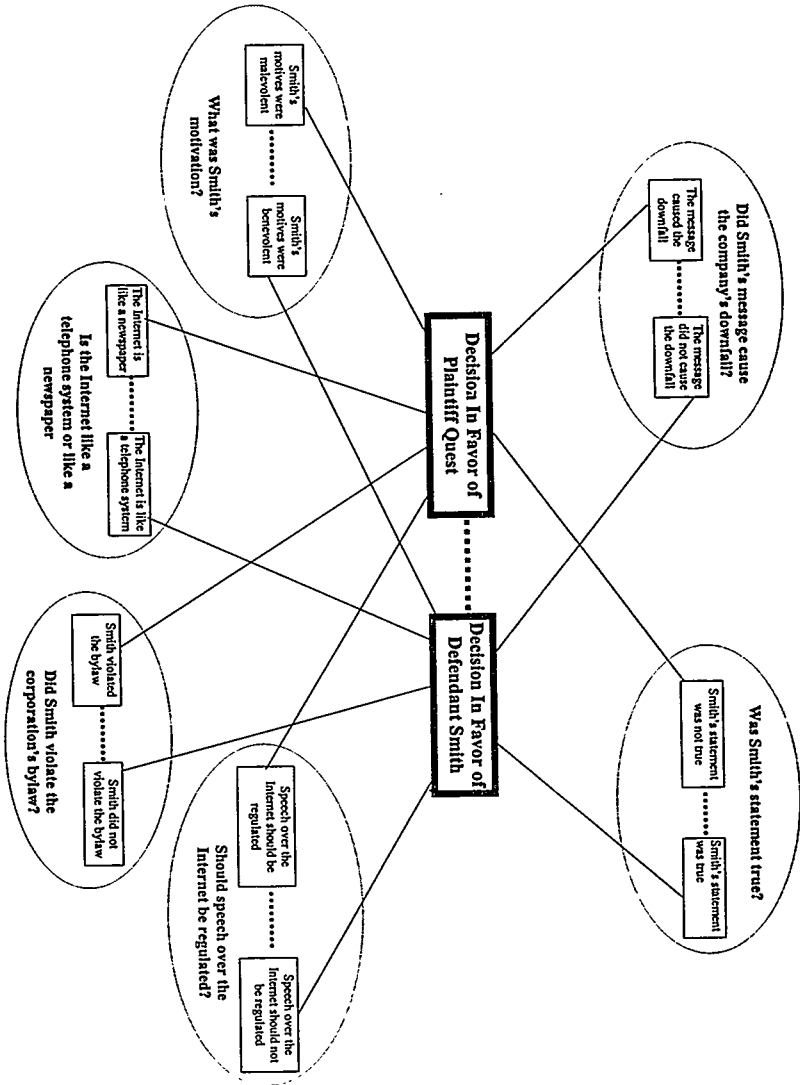 Did Smith's message cause
the company's downfall?
The message
caused the
downfall
The message
did not cause
the downfall
Was Smith's statement true?
Smith's statement
was not true
Smith's statement
was true
Decision In Favor of
Plaintiff Quest
Decision In Favor of
Defendant Smith
Smith's
motives were
malevolent
Smith's
motives were
benevolent
What was Smith's
motivation?
The Internet is
like a newspaper
The Internet is like
a telephone system
Is the Internet like a
telephone system or like a
newspaper
Smith violated
the bylaw
Smith did not
violate the bylaw
Did Smith violate the
corporation's bylaw?
Speech over the
Internet should be
regulated
Speech over the
Internet should not
be regulated
Should speech over the
Internet be regulated?